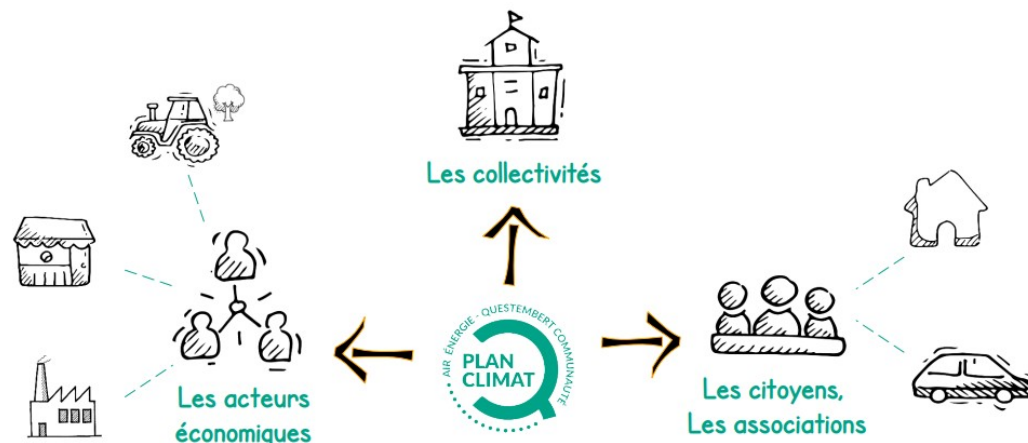 Les collectivités
AIR ÉNERGIE - QUESTEMBERT COMMUNAUTÉ
PLAN
CLIMAT
Les acteurs
économiques
Les citoyens,
Les associations